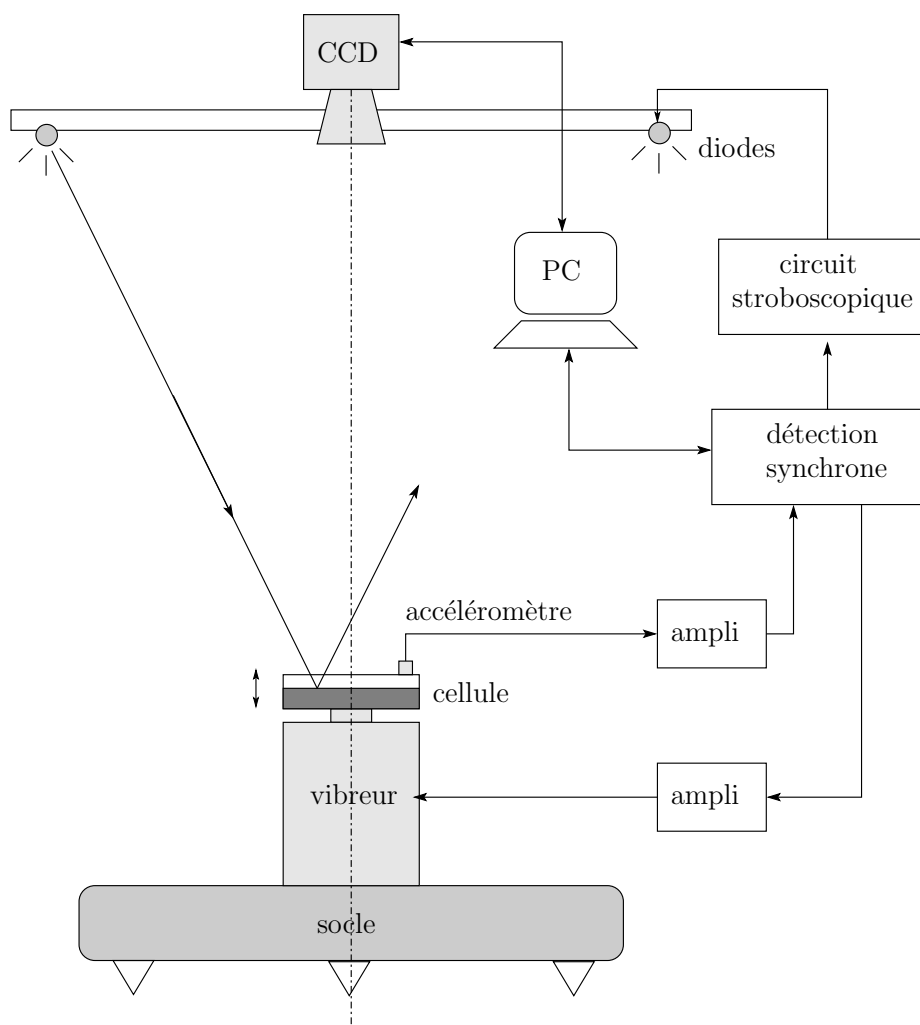 CCD
diodes
PC
circuit
stroboscopique
détection
synchrone
accéléromètre
ampli
cellule
vibreur
ampli
socle